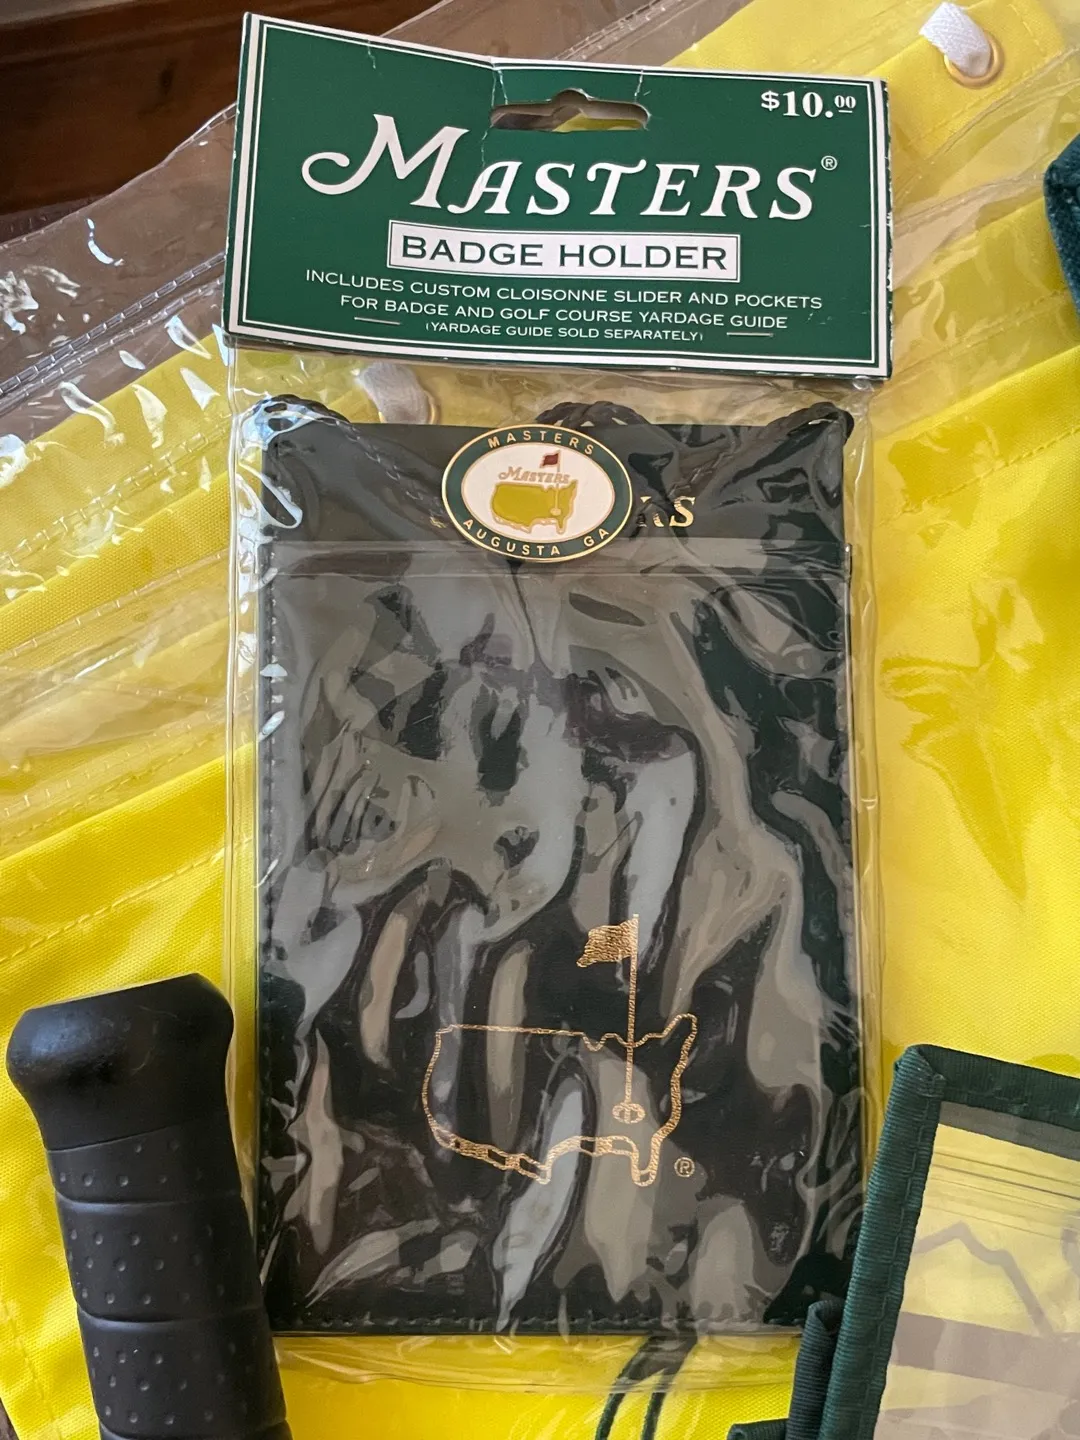 $10.00
MASTERS®
BADGE HOLDER
INCLUDES CUSTOM CLOISONNE SLIDER AND POCKETS
FOR BADGE AND GOLF COURSE YARDAGE GUIDE
(YARDAGE GUIDE SOLD SEPARATELY)
MASTERS
MASTERS
AUGUSTA GA
RS
®